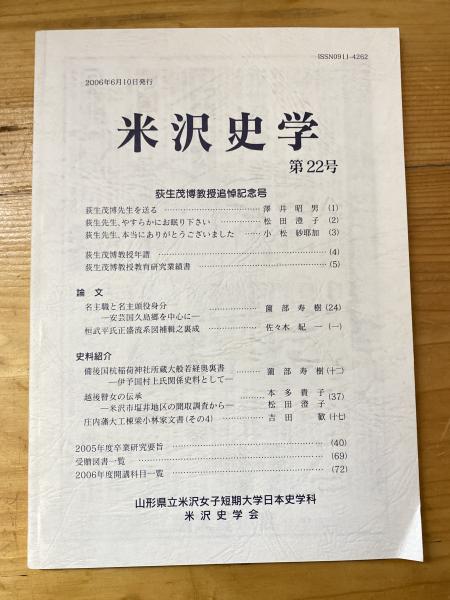 ISSN0911-4262
2006年6月10日発行
米沢史学
第22号
荻生茂博教授追悼記念号
荻生茂博先生を送る…………………………澤井昭男(1)
荻生先生、やすらかにお眠り下さい…………松田澄子(2)
荻生先生、本当にありがとうございました……小松砂耶加(3)
荻生茂博教授年譜…………………………(4)
荻生茂博教授教育研究業績書…………………………(5)
論文
名主職と名主頭役身分…………………………薗部寿樹(24)
―安芸国久島郷を中心に―
桓武平氏正盛流系図補輯之裏成…………………………佐々木紀一(一)
史料紹介
備後国杭稲荷神社所蔵大般若経奥裏書…………薗部寿樹(十二)
―伊予国村上氏関係史料として―
越後瞽女の伝承…………………………本多貴子
―米沢市塩井地区の聞取調査から―…………松田澄子(37)
庄内藩大工棟梁小林家文書(その4)…………吉田歓(十七)
2005年度卒業研究要旨…………………………(40)
受贈図書一覧…………………………(69)
2006年度開講科目一覧…………………………(72)
山形県立米沢女子短期大学日本史学科
米沢史学会